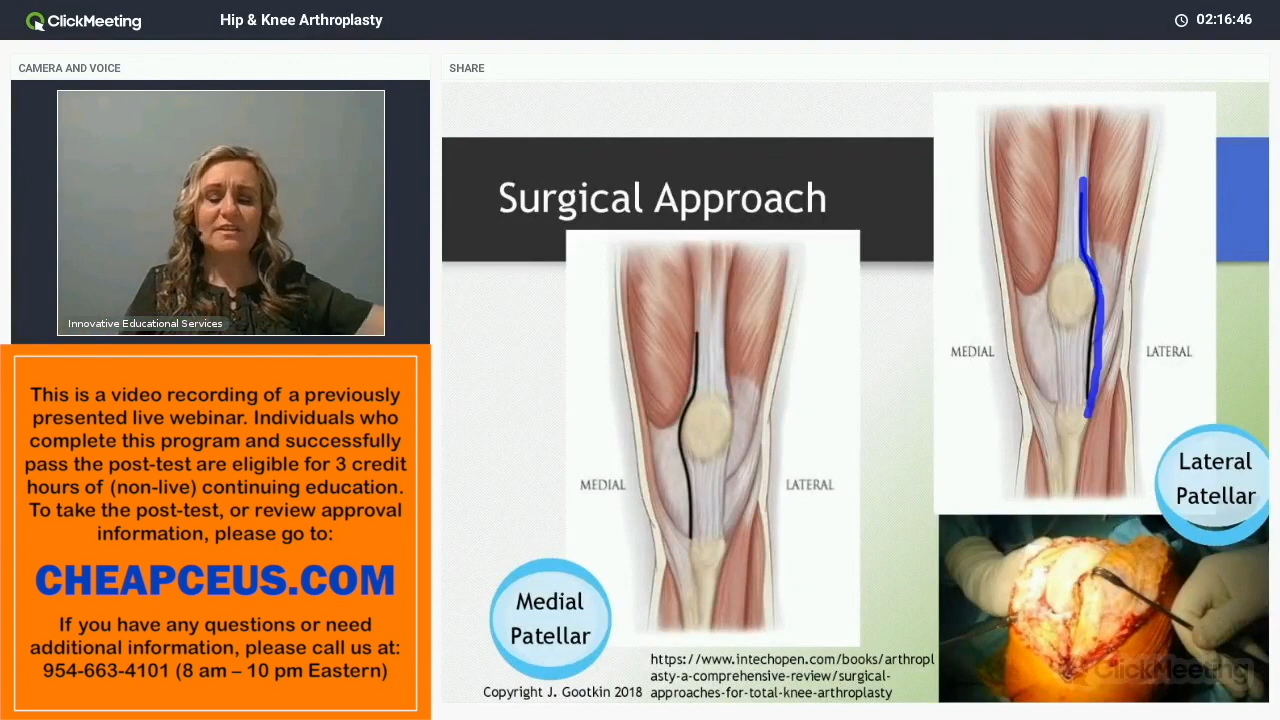 ClickMeeting
Hip & Knee Arthroplasty
02:16:46
CAMERA AND VOICE
Innovative Educational Services
This is a video recording of a previously
presented live webinar. Individuals who
complete this program and successfully
pass the post-test are eligible for 3 credit
hours of (non-live) continuing education.
To take the post-test, or review approval
information, please go to:
CHEAPCEUS.COM
If you have any questions or need
additional information, please call us at:
954-663-4101 (8 am – 10 pm Eastern)
SHARE
Surgical Approach
MEDIAL
LATERAL
Medial
Patellar
MEDIAL
LATERAL
Lateral
Patellar
https://www.intechopen.com/books/arthropl
asty-a-comprehensive-review/surgical-
approaches-for-total-knee-arthroplasty
Copyright J. Gootkin 2018
ClickMeeting